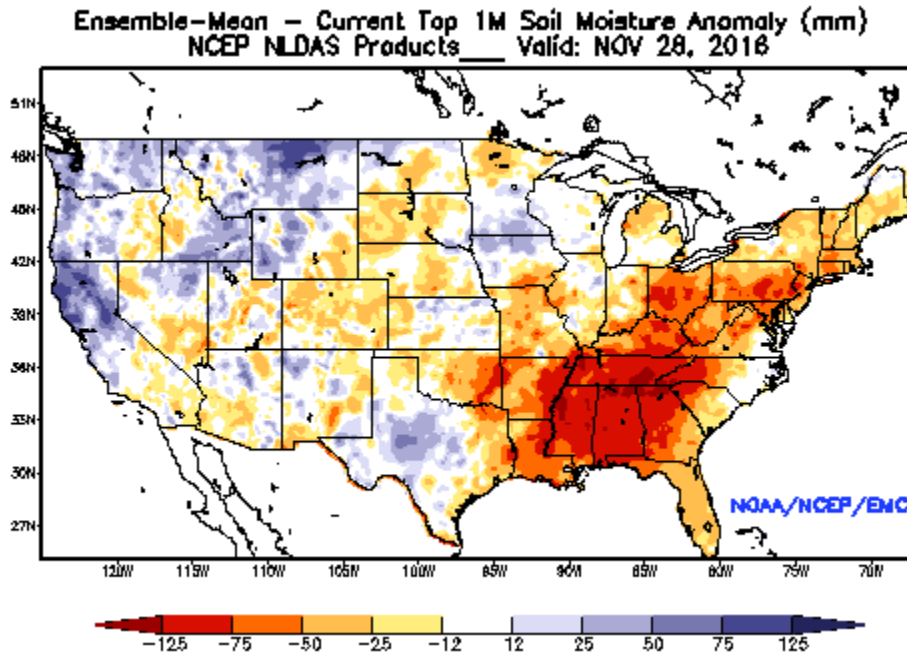 Ensemble-Mean - Current Top 1M Soil Moisture Anomaly (mm)
NCEP NLDAS Products___ Valid: NOV 28, 2016
51N
48N
45N
42N
39N
36N
33N
30N
27N
NOAA/NCEP/EMC
120W 115W 110W 105W 100W 95W 90W 85W 80W 75W 70W
-125 -75 -50 -25 -12 12 25 50 75 125